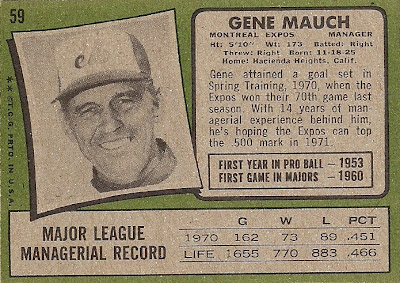 59
GENE MAUCH
MONTREAL EXPOS MANAGER
Ht: 5'10" Wt: 173 Batted: Right
Threw: Right Born: 11-18-25
Home: Hacienda Heights, Calif.
Gene attained a goal set in
Spring Training, 1970, when the
Expos won their 70th game last
season. With 14 years of man-
agerial experience behind him,
he's hoping the Expos can top
the .500 mark in 1971.
FIRST YEAR IN PRO BALL — 1953
FIRST GAME IN MAJORS — 1960
** ©T.C.G. PRTD. IN U.S.A.
MAJOR LEAGUE
MANAGERIAL RECORD
G W L PCT
1970 162 73 89 .451
LIFE 1655 770 883 .466